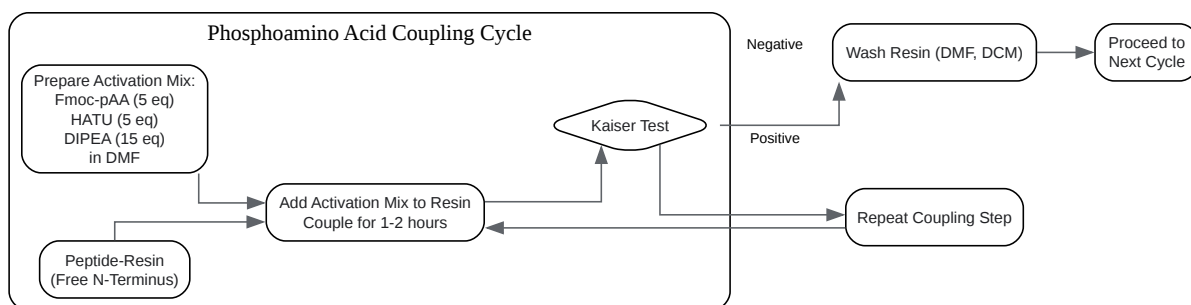 Phosphoamino Acid Coupling Cycle
Prepare Activation Mix:
Fmoc-pAA (5 eq)
HATU (5 eq)
DIPEA (15 eq)
in DMF
Peptide-Resin
(Free N-Terminus)
Add Activation Mix to Resin
Couple for 1-2 hours
Kaiser Test
Negative
Positive
Wash Resin (DMF, DCM)
Proceed to
Next Cycle
Repeat Coupling Step